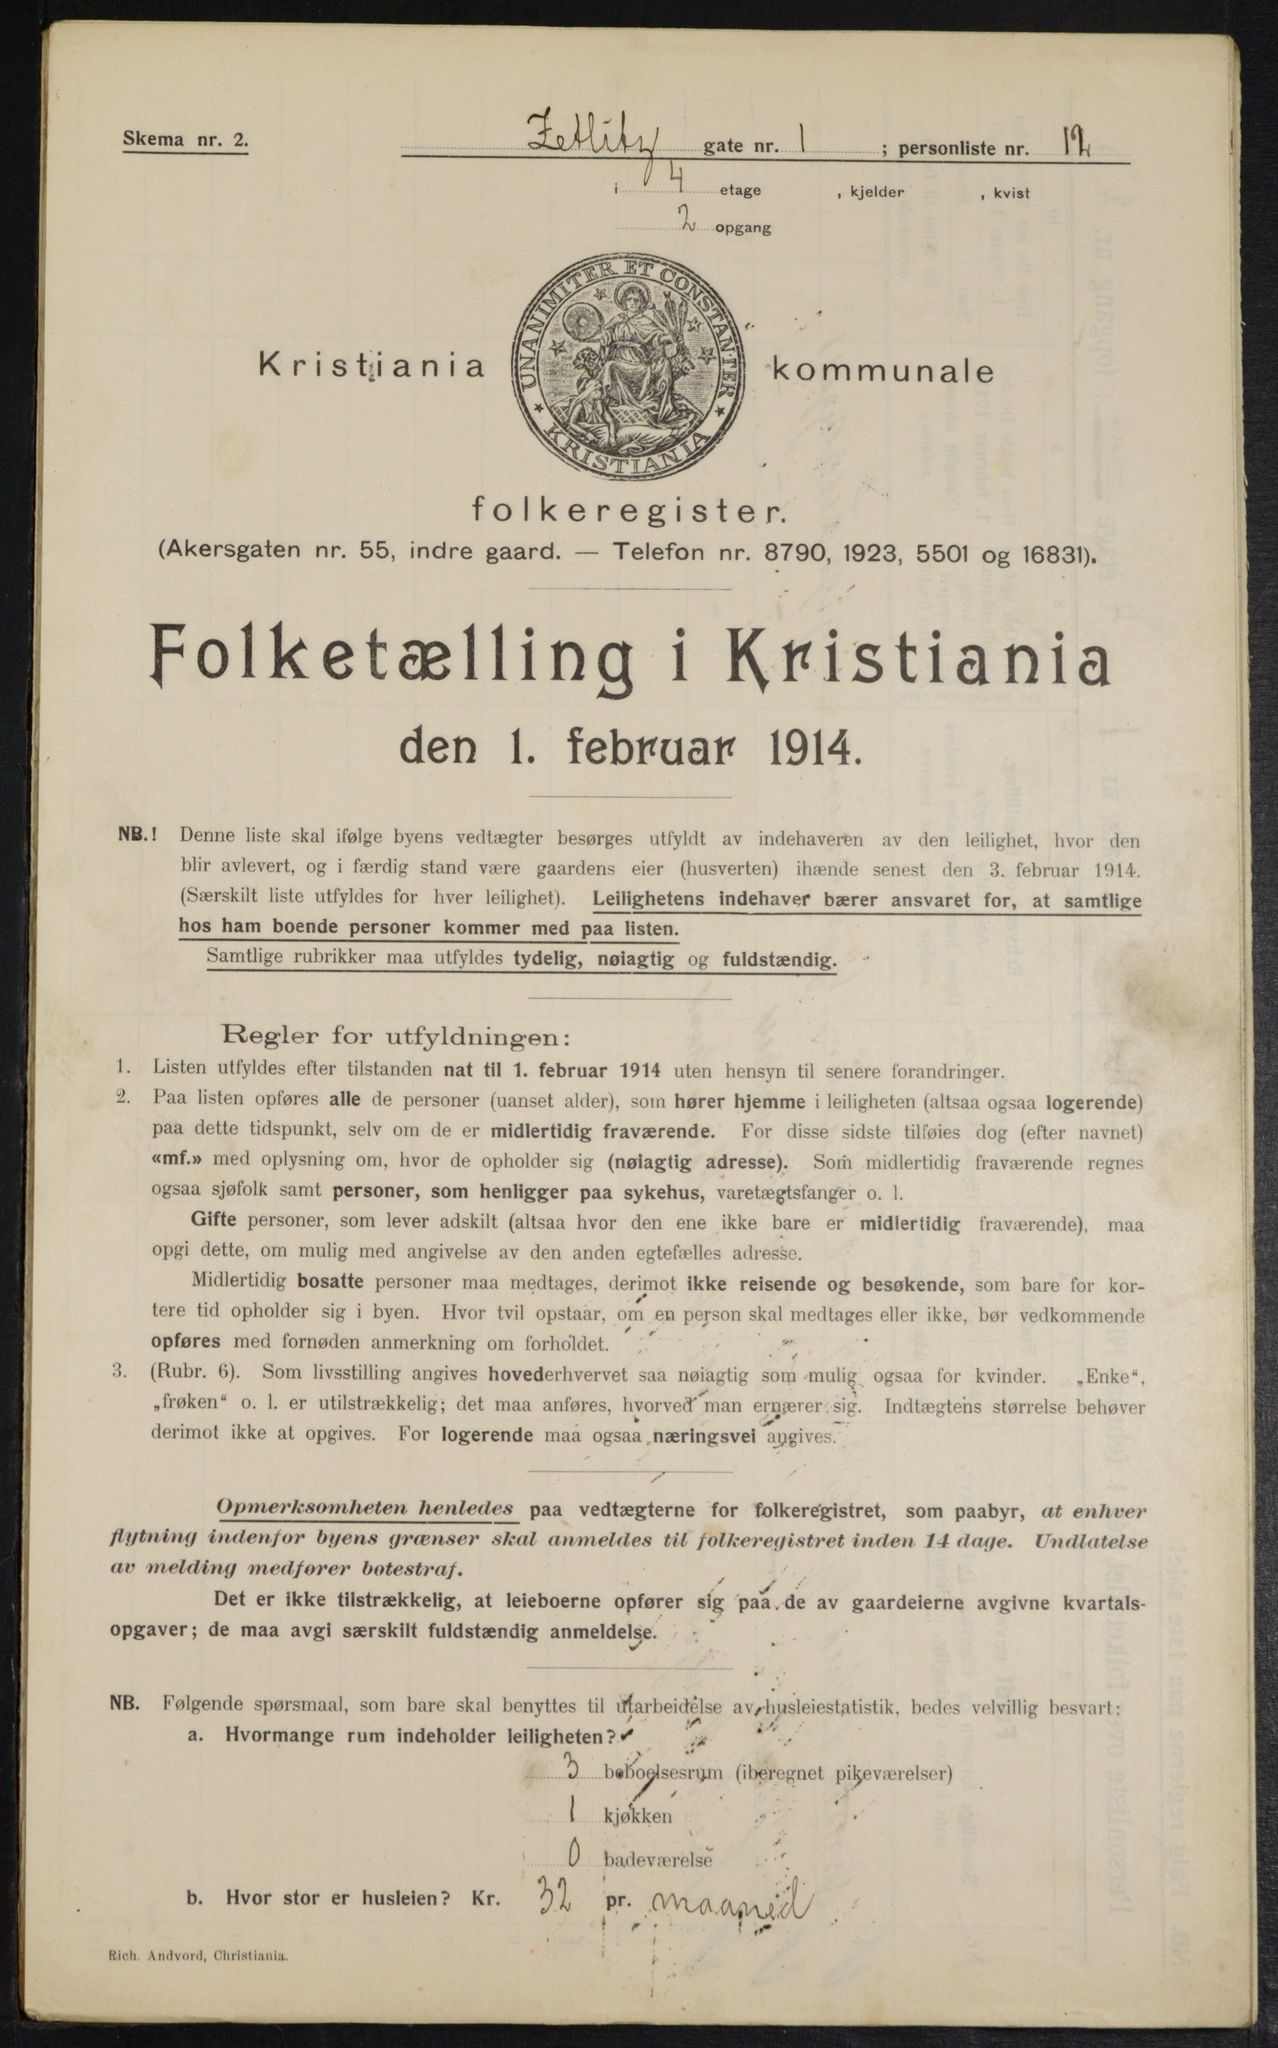 Skema nr. 2.
Zetlitz gate nr. 1 ; personliste nr. 12
i 4 etage , kjelder , kvist
2 opgang
UNANIMITER ET CONSTANTER
KRISTIANIA
Kristiania kommunale
folkeregister.
(Akersgaten nr. 55, indre gaard. — Telefon nr. 8790, 1923, 5501 og 16831).
Folketælling i Kristiania
den 1. februar 1914.
NB.! Denne liste skal ifølge byens vedtægter besørges utfyldt av indehaveren av den leilighet, hvor den
blir avlevert, og i færdig stand være gaardens eier (husverten) ihænde senest den 3. februar 1914.
(Særskilt liste utfyldes for hver leilighet). Leilighetens indehaver bærer ansvaret for, at samtlige
hos ham boende personer kommer med paa listen.
Samtlige rubrikker maa utfyldes tydelig, nøiagtig og fuldstændig.
Regler for utfyldningen:
1. Listen utfyldes efter tilstanden nat til 1. februar 1914 uten hensyn til senere forandringer.
2. Paa listen opføres alle de personer (uanset alder), som hører hjemme i leiligheten (altsaa ogsaa logerende)
paa dette tidspunkt, selv om de er midlertidig fraværende. For disse sidste tilføies dog (efter navnet)
«mf.» med oplysning om, hvor de opholder sig (nøiagtig adresse). Som midlertidig fraværende regnes
ogsaa sjøfolk samt personer, som henligger paa sykehus, varetægtsfanger o. l.
Gifte personer, som lever adskilt (altsaa hvor den ene ikke bare er midlertidig fraværende), maa
opgi dette, om mulig med angivelse av den anden egtefælles adresse.
Midlertidig bosatte personer maa medtages, derimot ikke reisende og besøkende, som bare for kor-
tere tid opholder sig i byen. Hvor tvil opstaar, om en person skal medtages eller ikke, bør vedkommende
opføres med fornøden anmerkning om forholdet.
3. (Rubr. 6). Som livsstilling angives hovederhvervet saa nøiagtig som mulig ogsaa for kvinder. „Enke“,
„frøken“ o. l. er utilstrækkelig; det maa anføres, hvorved man ernærer sig. Indtægtens størrelse behøver
derimot ikke at opgives. For logerende maa ogsaa næringsvei angives.
Opmerksomheten henledes paa vedtægterne for folkeregistret, som paabyr, at enhver
flytning indenfor byens grænser skal anmeldes til folkeregistret inden 14 dage. Undlatelse
av melding medfører botestraf.
Det er ikke tilstrækkelig, at leieboerne opfører sig paa de av gaardeierne avgivne kvartals-
opgaver; de maa avgi særskilt fuldstændig anmeldelse.
NB. Følgende spørsmaal, som bare skal benyttes til utarbeidelse av husleiestatistik, bedes velvillig besvart:
a. Hvormange rum indeholder leiligheten?
3 beboelsesrum (iberegnet pikeværelser)
1 kjøkken
0 badeværelse
b. Hvor stor er husleien? Kr. 32 pr. maaned
Rich. Andvord, Christiania.